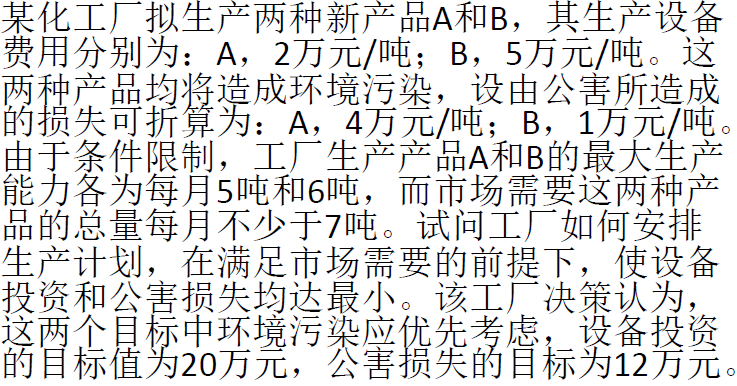 某化工厂拟生产两种新产品A和B，其生产设备
费用分别为：A，2万元/吨；B，5万元/吨。这
两种产品均将造成环境污染，设由公害所造成
的损失可折算为：A，4万元/吨；B，1万元/吨。
由于条件限制，工厂生产产品A和B的最大生产
能力各为每月5吨和6吨，而市场需要这两种产
品的总量每月不少于7吨。试问工厂如何安排
生产计划，在满足市场需要的前提下，使设备
投资和公害损失均达最小。该工厂决策认为，
这两个目标中环境污染应优先考虑，设备投资
的目标值为20万元，公害损失的目标为12万元。